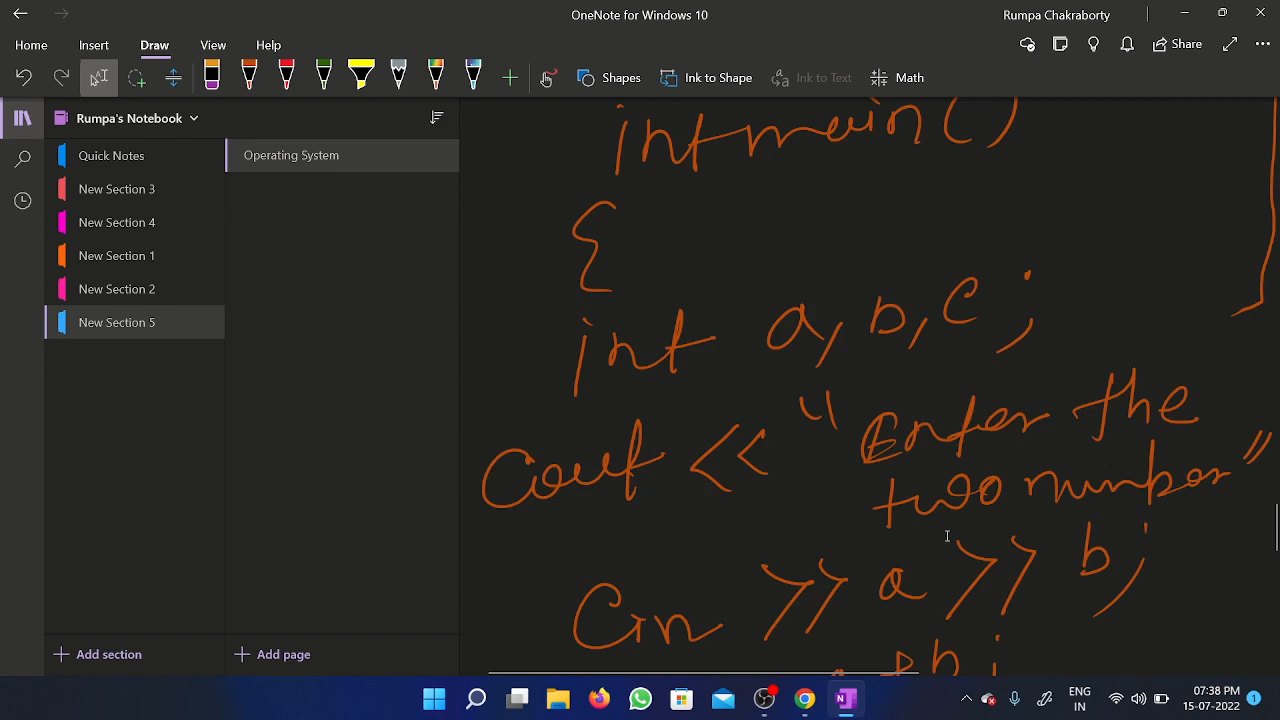 OneNote for Windows 10
Rumpa Chakraborty
Home Insert Draw View Help
Share
Shapes Ink to Shape Ink to Text Math
Rumpa's Notebook
Quick Notes
New Section 3
New Section 4
New Section 1
New Section 2
New Section 5
Add section
Operating System
Add page
int main()
{
int a, b, c ;
Cout << "Enter the
two number"
Cin >> a >> b;
ENG
IN
07:38 PM
15-07-2022
1